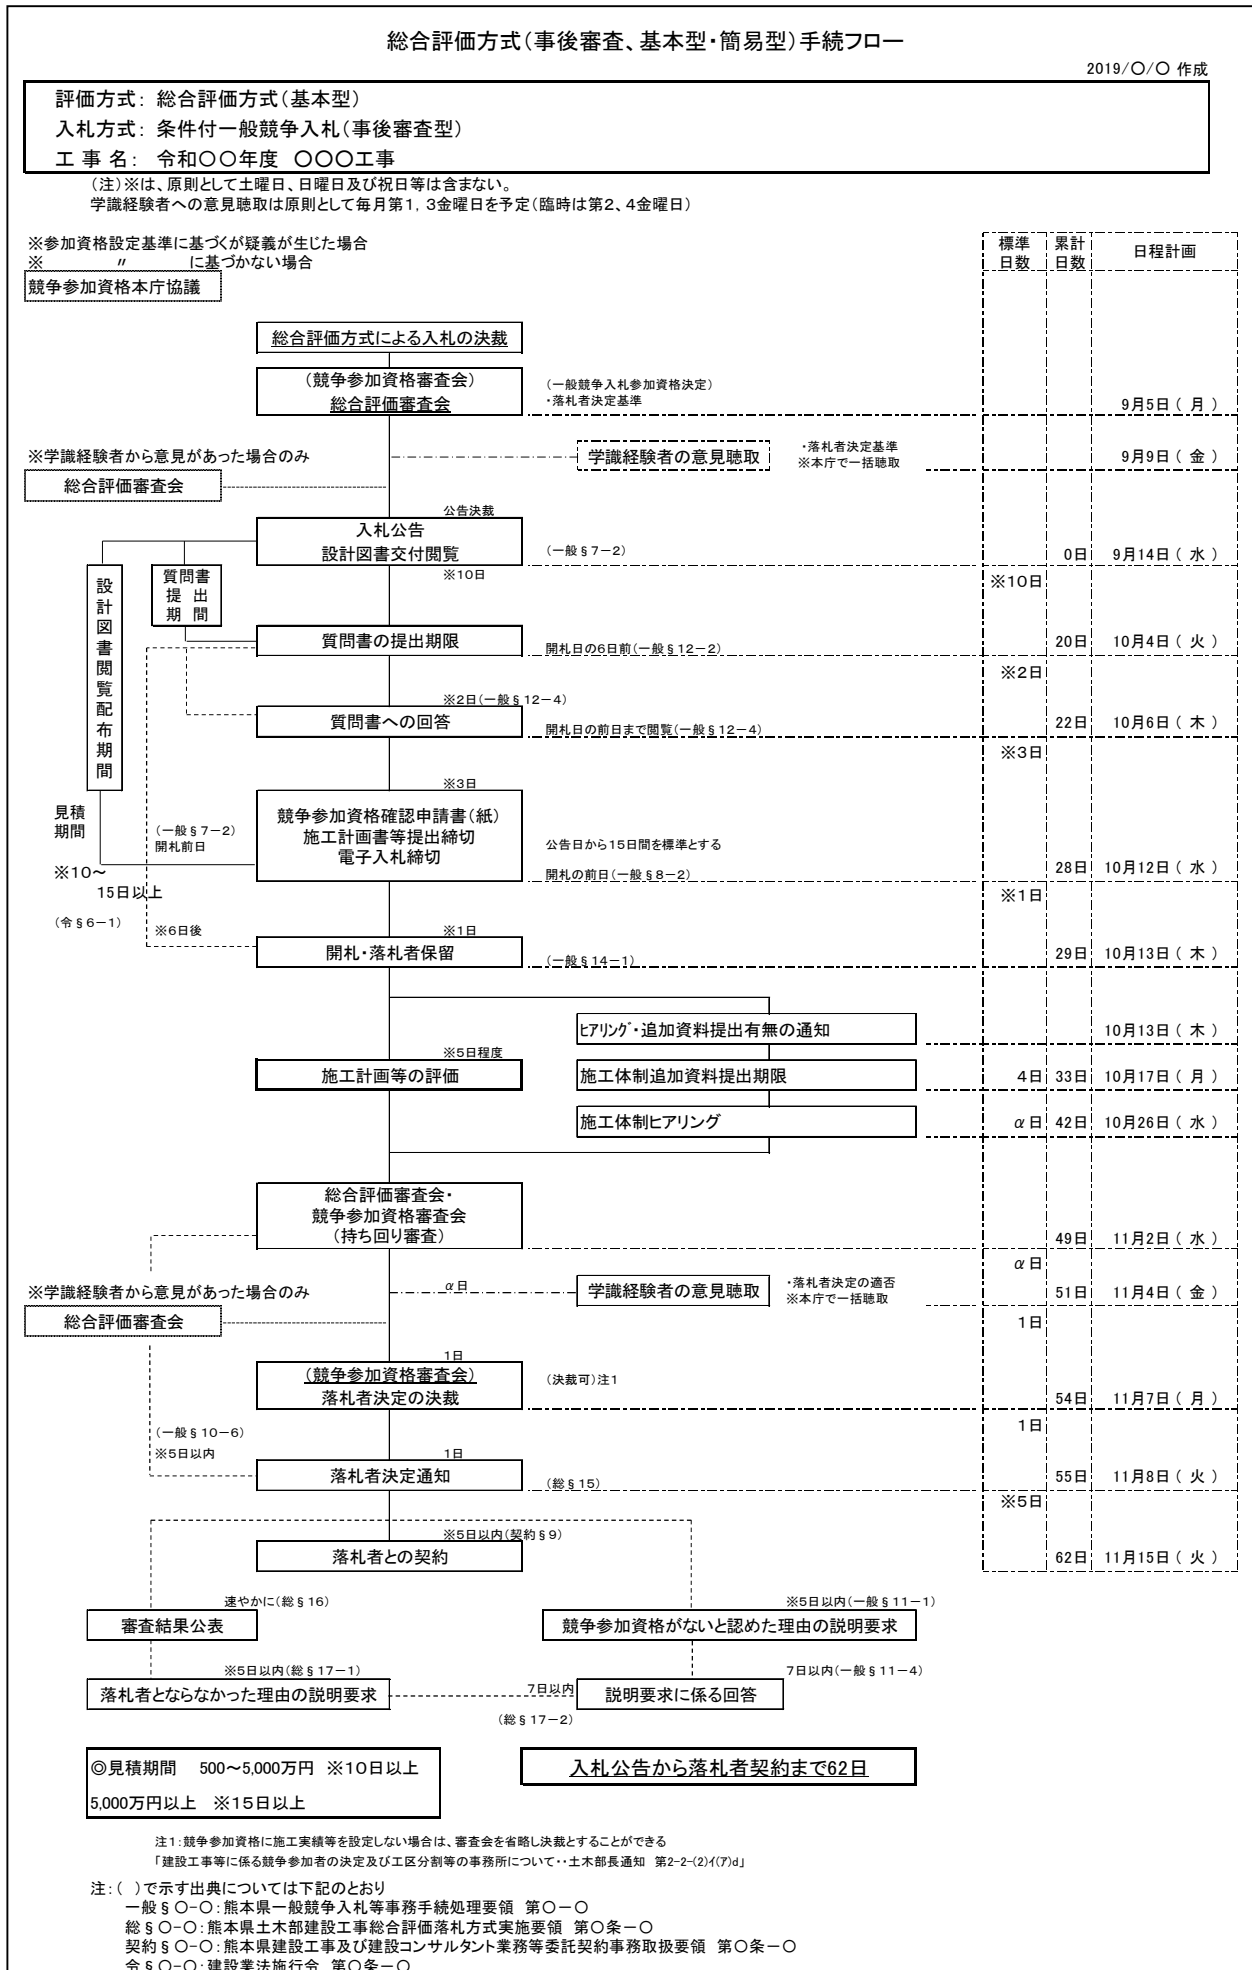 総合評価方式(事後審査、基本型・簡易型)手続フロー
2019/〇/〇 作成
評価方式: 総合評価方式(基本型)
入札方式: 条件付一般競争入札(事後審査型)
工 事 名: 令和〇〇年度 〇〇〇工事
(注)※は、原則として土曜日、日曜日及び祝日等は含まない。
学識経験者への意見聴取は原則として毎月第1, 3金曜日を予定(臨時は第2、4金曜日)
※参加資格設定基準に基づくが疑義が生じた場合
※ 〃 に基づかない場合
標準日数 累計日数 日程計画
競争参加資格本庁協議
総合評価方式による入札の決裁
(競争参加資格審査会)
総合評価審査会
(一般競争入札参加資格決定)
・落札者決定基準
9月5日( 月 )
※学識経験者から意見があった場合のみ
学識経験者の意見聴取
・落札者決定基準
※本庁で一括聴取
9月9日( 金 )
総合評価審査会
公告決裁
入札公告
設計図書交付閲覧
(一般§7-2)
0日 9月14日( 水 )
※10日
※10日
設計図書閲覧配布期間
質問書
提 出
期 間
質問書の提出期限
開札日の6日前(一般§12-2)
20日 10月4日( 火 )
※2日
※2日(一般§12-4)
質問書への回答
開札日の前日まで閲覧(一般§12-4)
22日 10月6日( 木 )
※3日
※3日
見積
期間
(一般§7-2)
開札前日
競争参加資格確認申請書(紙)
施工計画書等提出締切
電子入札締切
公告日から15日間を標準とする
開札の前日(一般§8-2)
28日 10月12日( 水 )
※10~
15日以上
※1日
(令§6-1)
※6日後
※1日
開札・落札者保留
(一般§14-1)
29日 10月13日( 木 )
ヒアリング・追加資料提出有無の通知
10月13日( 木 )
※5日程度
施工計画等の評価
施工体制追加資料提出期限
4日 33日 10月17日( 月 )
施工体制ヒアリング
α日 42日 10月26日( 水 )
総合評価審査会・
競争参加資格審査会
(持ち回り審査)
49日 11月2日( 水 )
α日
※学識経験者から意見があった場合のみ
α日
学識経験者の意見聴取
・落札者決定の適否
※本庁で一括聴取
51日 11月4日( 金 )
総合評価審査会
1日
1日
(競争参加資格審査会)
落札者決定の決裁
(決裁可)注1
54日 11月7日( 月 )
1日
(一般§10-6)
※5日以内
1日
落札者決定通知
(総§15)
55日 11月8日( 火 )
※5日
※5日以内(契約§9)
落札者との契約
62日 11月15日( 火 )
速やかに(総§16)
※5日以内(一般§11-1)
審査結果公表
競争参加資格がないと認めた理由の説明要求
※5日以内(総§17-1)
7日以内(一般§11-4)
落札者とならなかった理由の説明要求
7日以内
説明要求に係る回答
(総§17-2)
◎見積期間 500~5,000万円 ※10日以上
5,000万円以上 ※15日以上
入札公告から落札者契約まで62日
注1:競争参加資格に施工実績等を設定しない場合は、審査会を省略し決裁とすることができる
「建設工事等に係る競争参加者の決定及び工区分割等の事務所について・・土木部長通知 第2-2-(2)イ(ア)d」
注:( )で示す出典については下記のとおり
一般§〇-〇:熊本県一般競争入札等事務手続処理要領 第〇-〇
総§〇-〇:熊本県土木部建設工事総合評価落札方式実施要領 第〇条-〇
契約§〇-〇:熊本県建設工事及び建設コンサルタント業務等委託契約事務取扱要領 第〇条-〇
令§〇-〇:建設業法施行令 第〇条-〇